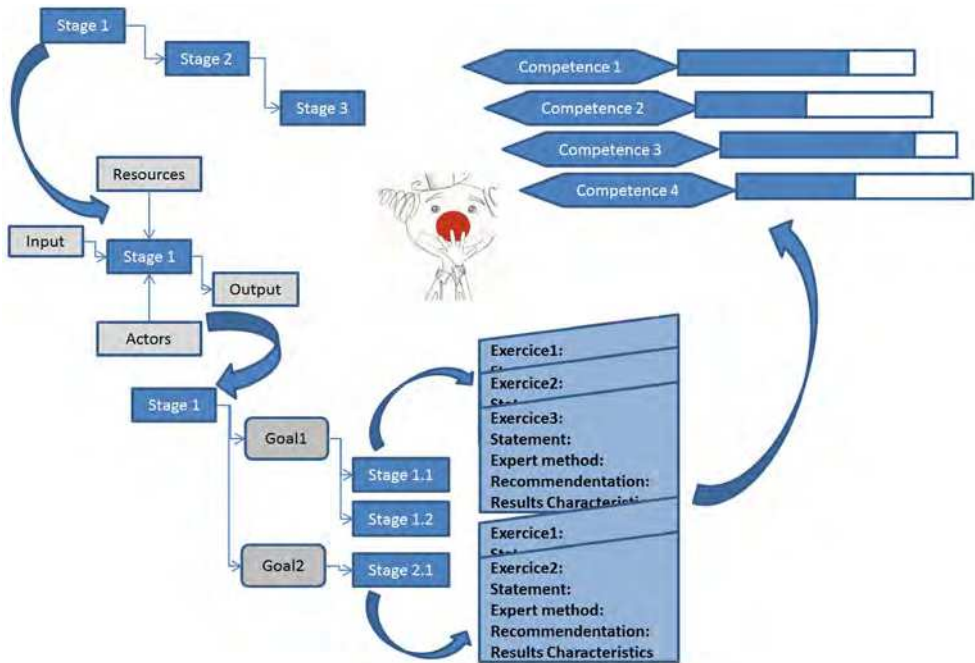 Stage 1
Stage 2
Stage 3
Competence 1
Competence 2
Competence 3
Competence 4
Resources
Input
Stage 1
Output
Actors
Stage 1
Goal1
Stage 1.1
Stage 1.2
Goal2
Stage 2.1
Exercice1:
Exercice2:
Exercice3:
Statement:
Expert method:
Recommendentation:
Results Characteristics
Exercice1:
Exercice2:
Statement:
Expert method:
Recommendentation:
Results Characteristics